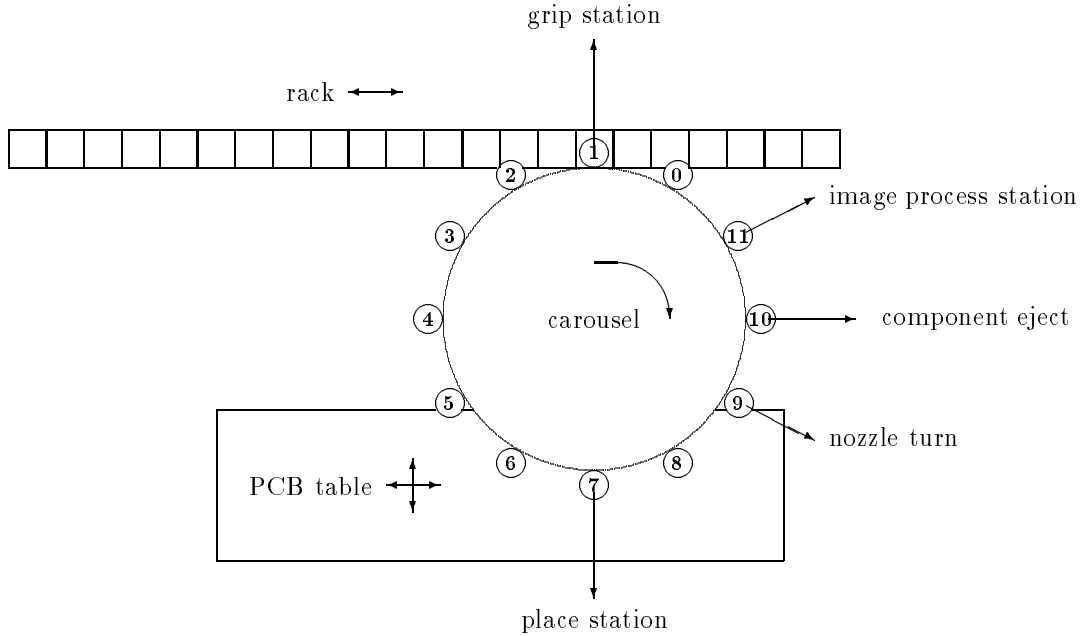 grip station
rack
1
2
0
image process station
3
11
4
carousel
10
component eject
5
9
nozzle turn
6
8
PCB table
7
place station